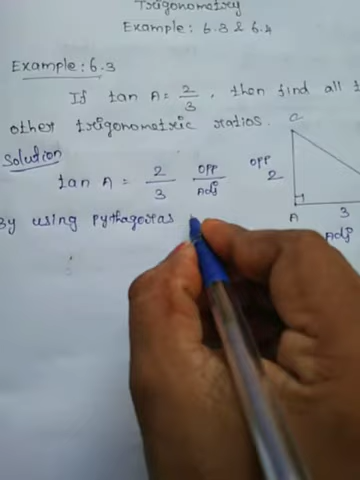 Trigonometry
Example: 6.3 & 6.4
Example: 6.3
If tan A = 2/3, then find all
other trigonometric ratios.
Solution
tan A = 2/3 opp/Adj
By using pythagoras
C
opp
2
A
3
Adj